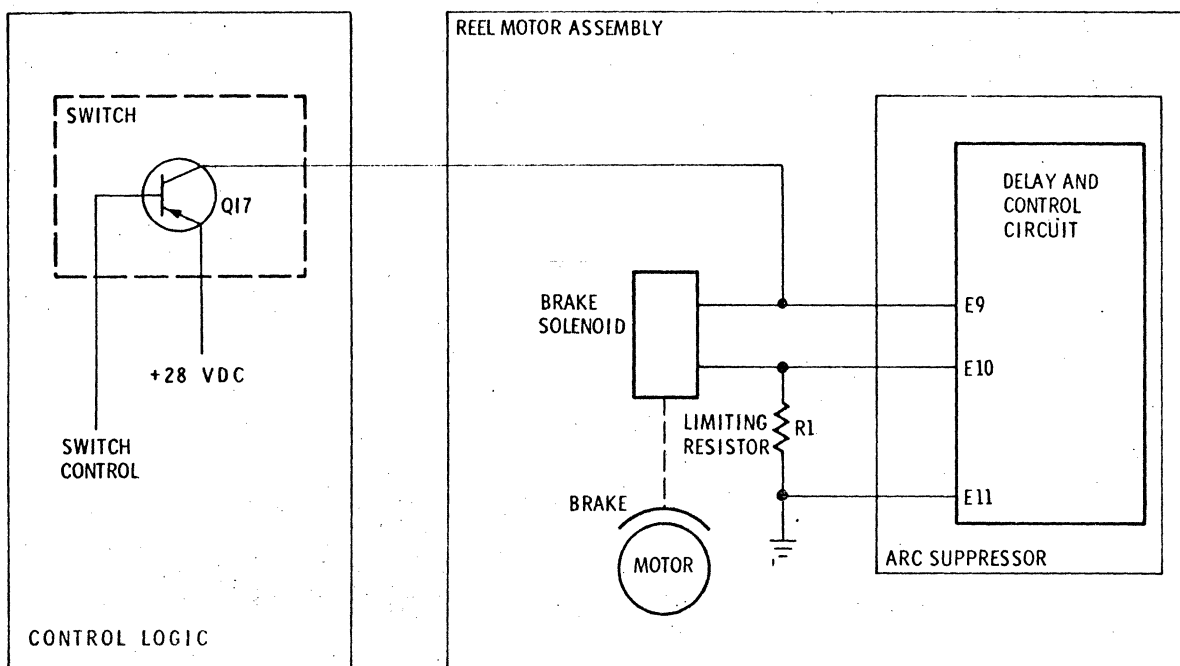 REEL MOTOR ASSEMBLY
SWITCH
Q17
+28 VDC
SWITCH
CONTROL
CONTROL LOGIC
DELAY AND
CONTROL
CIRCUIT
BRAKE
SOLENOID
E9
E10
LIMITING
RESISTOR
R1
E11
BRAKE
MOTOR
ARC SUPPRESSOR